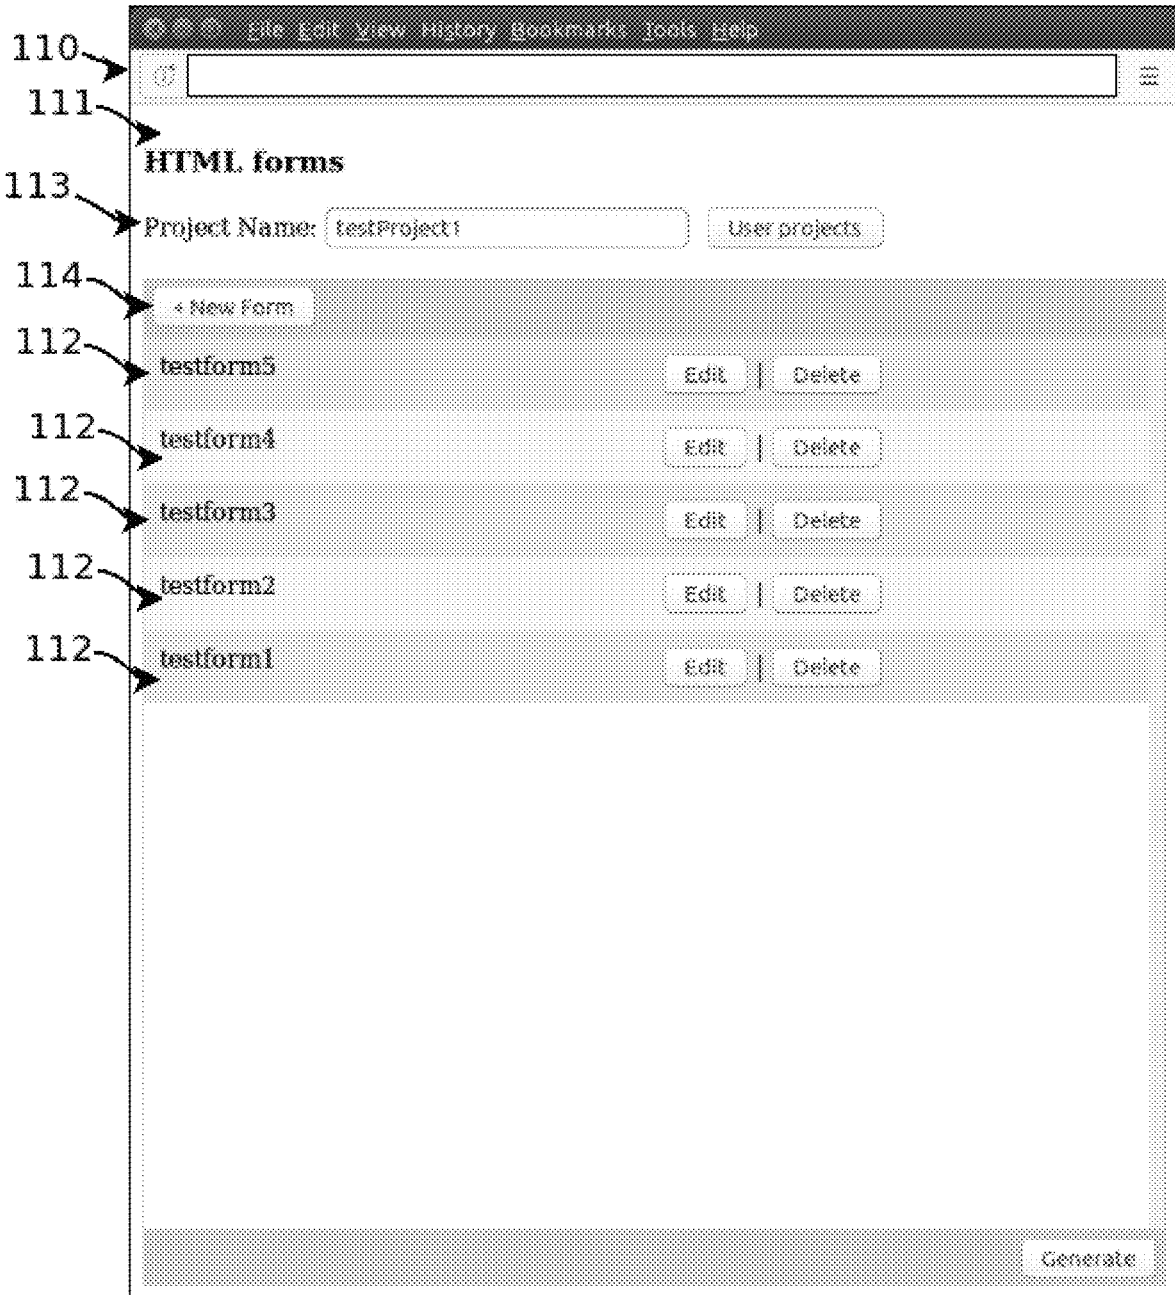 File Edit View History Bookmarks Tools Help
110
111
HTML forms
113
Project Name: testProject1 User projects
114
+ New Form
112
testform5 Edit | Delete
112
testform4 Edit | Delete
112
testform3 Edit | Delete
112
testform2 Edit | Delete
112
testform1 Edit | Delete
Generate